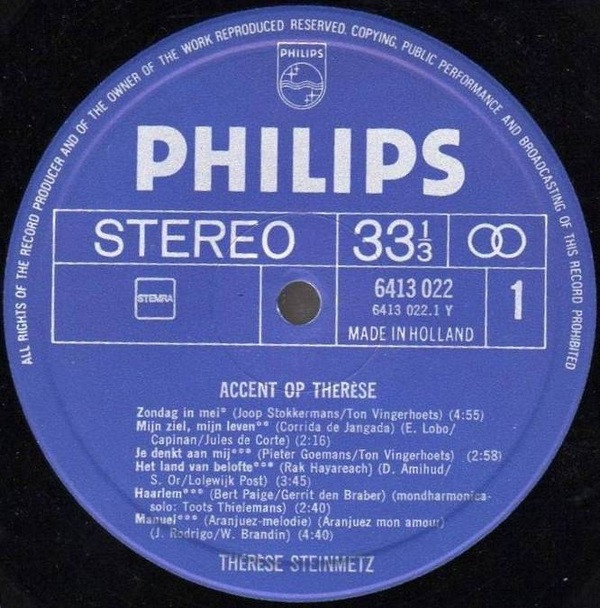 ALL RIGHTS OF THE RECORD PRODUCER AND OF THE OWNER OF THE WORK REPRODUCED RESERVED. COPYING, PUBLIC PERFORMANCE AND BROADCASTING OF THIS RECORD PROHIBITED
PHILIPS
PHILIPS
STEREO 33⅓
STEMRA 6413 022 1
6413 022.1 Y
MADE IN HOLLAND
ACCENT OP THERÈSE
Zondag in mei* (Joop Stokkermans/Ton Vingerhoets) (4:55)
Mijn ziel, mijn leven** (Corrida de Jangada) (E. Lobo/
Capinan/Jules de Corte) (2:16)
Je denkt aan mij*** (Pieter Goemans/Ton Vingerhoets) (2:58)
Het land van belofte*** (Rak Hayareach) (D. Amihud/
S. Or/Lolewijk Post) (3:45)
Haarlem*** (Bert Paige/Gerrit den Braber) (mondharmonica-
solo: Toots Thielemans) (2:40)
Manuel*** (Aranjuez-melodie) (Aranjuez mon amour)
(J. Rodrigo/W. Brandin) (4:40)
THERÈSE STEINMETZ